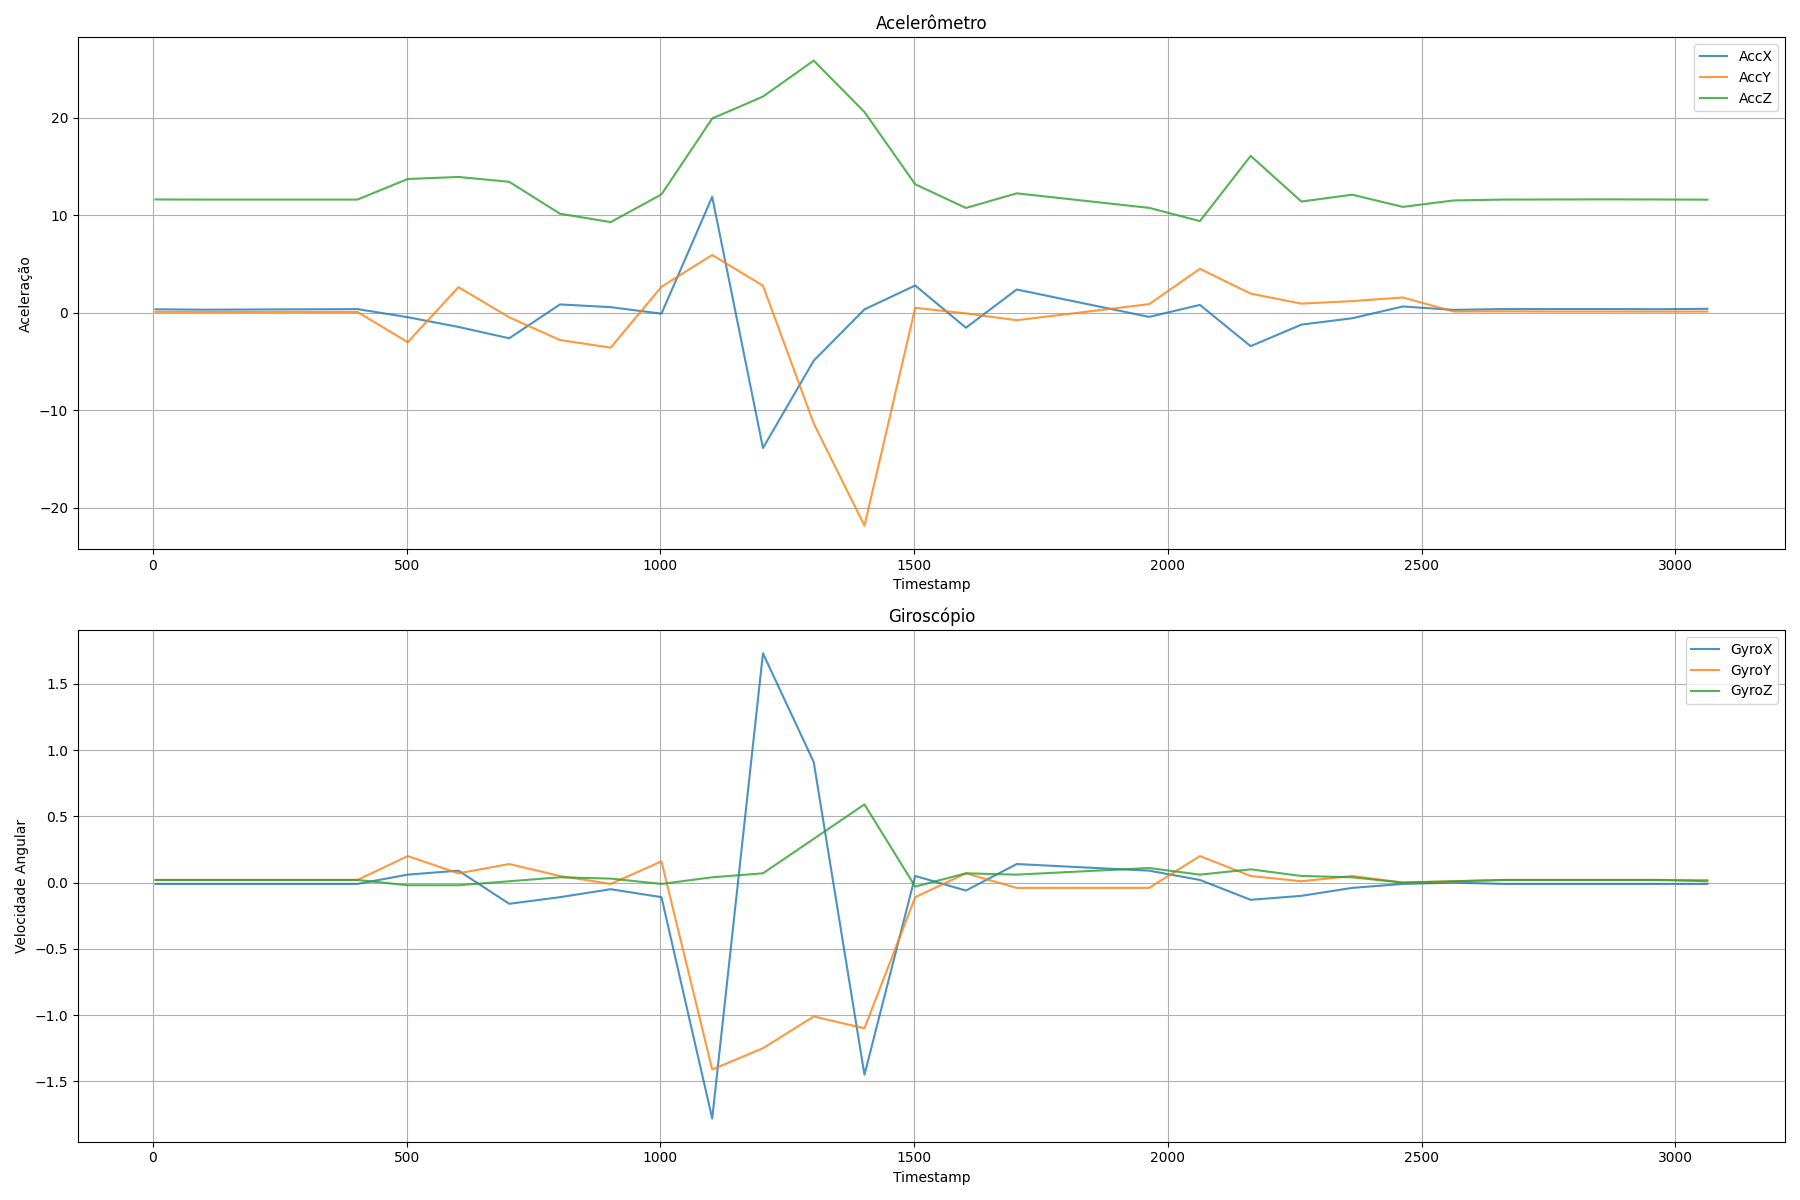 Acelerômetro
AccX
AccY
AccZ
20
10
0
−10
−20
Aceleração
0 500 1000 1500 2000 2500 3000
Timestamp
Giroscópio
GyroX
GyroY
GyroZ
1.5
1.0
0.5
0.0
−0.5
−1.0
−1.5
Velocidade Angular
0 500 1000 1500 2000 2500 3000
Timestamp